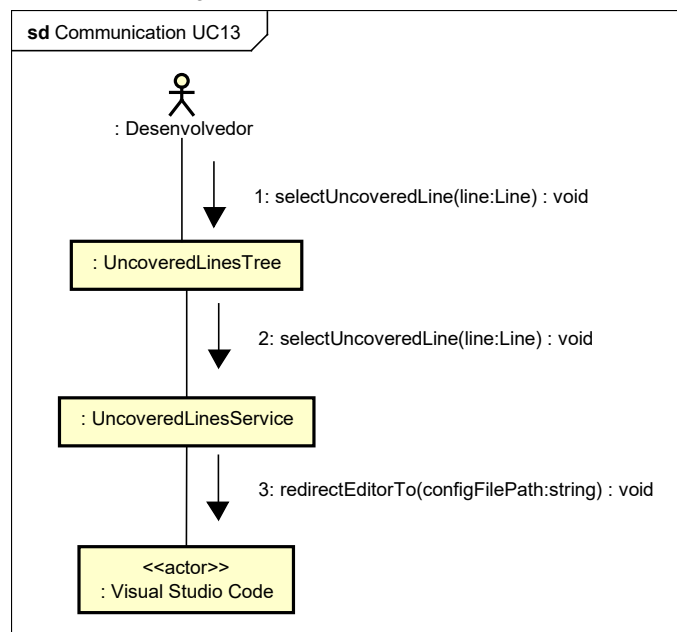 sd Communication UC13
: Desenvolvedor
1: selectUncoveredLine(line:Line) : void
: UncoveredLinesTree
2: selectUncoveredLine(line:Line) : void
: UncoveredLinesService
3: redirectEditorTo(configFilePath:string) : void
<<actor>>
: Visual Studio Code